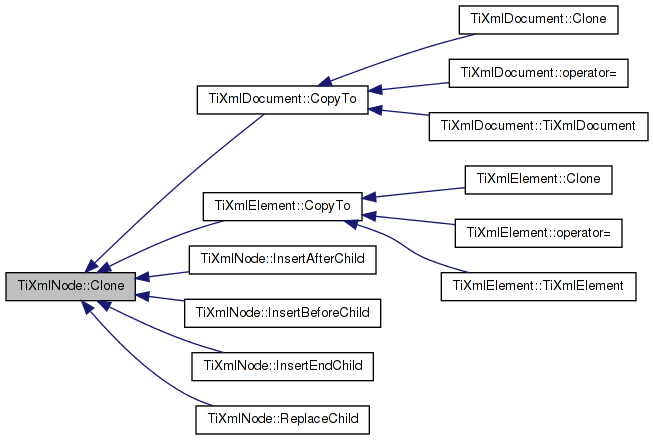 TiXmlDocument::Clone
TiXmlDocument::operator=
TiXmlDocument::CopyTo
TiXmlDocument::TiXmlDocument
TiXmlElement::Clone
TiXmlElement::CopyTo
TiXmlElement::operator=
TiXmlNode::InsertAfterChild
TiXmlNode::Clone
TiXmlElement::TiXmlElement
TiXmlNode::InsertBeforeChild
TiXmlNode::InsertEndChild
TiXmlNode::ReplaceChild